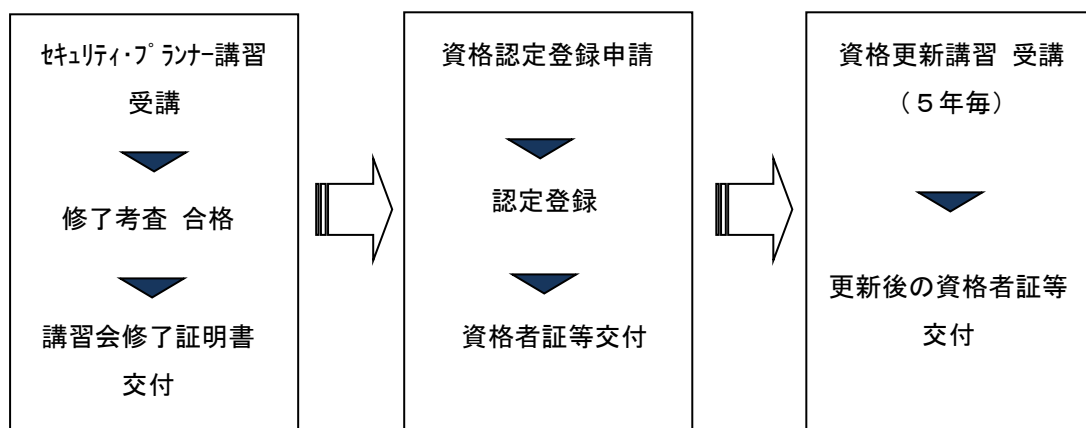 ｾｷｭﾘﾃｨ･ﾌﾟﾗﾝﾅｰ講習
受講
修了考査 合格
講習会修了証明書
交付
資格認定登録申請
認定登録
資格者証等交付
資格更新講習 受講
（５年毎）
更新後の資格者証等
交付